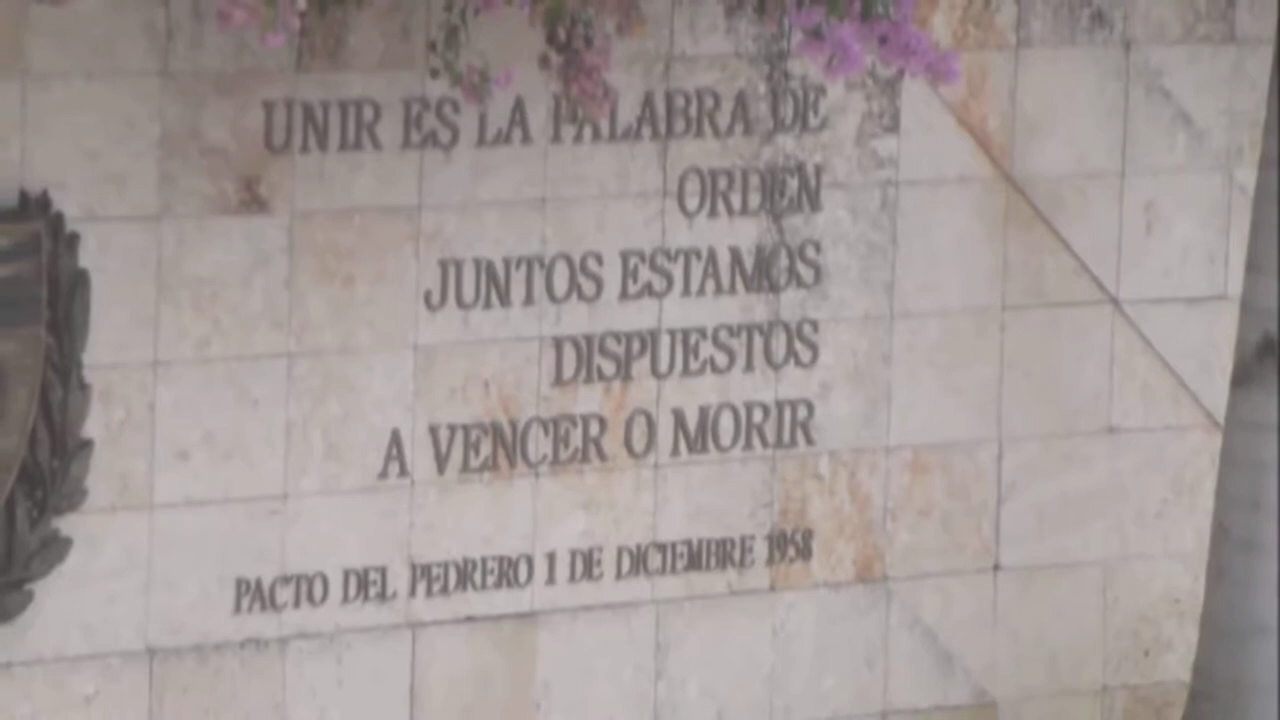 UNIR ES LA PALABRA DE
ORDEN
JUNTOS ESTAMOS
DISPUESTOS
A VENCER O MORIR
PACTO DEL PEDRERO 1 DE DICIEMBRE 1958